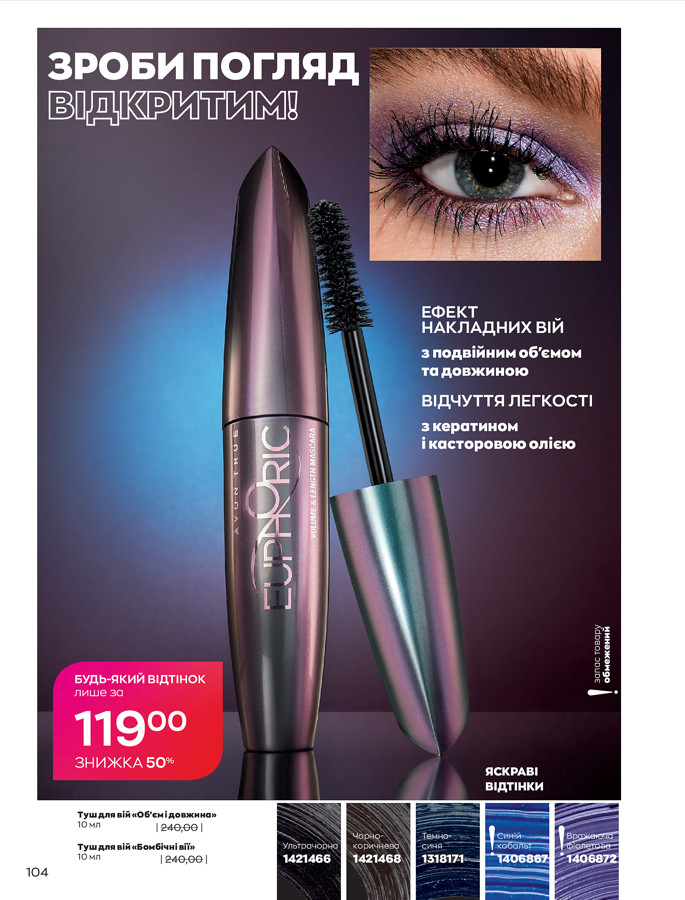 ЗРОБИ ПОГЛЯД
ВІДКРИТИМ!
ЕФЕКТ
НАКЛАДНИХ ВІЙ
з подвійним об’ємом
та довжиною
ВІДЧУТТЯ ЛЕГКОСТІ
з кератином
і касторовою олією
AVON TRUE
EUPHORIC
VOLUME & LENGTH MASCARA
! запас товару
обмежений
БУДЬ-ЯКИЙ ВІДТІНОК
лише за
119⁰⁰
ЗНИЖКА 50%
ЯСКРАВІ
ВІДТІНКИ
Туш для вій «Об’єм і довжина»
10 мл | 240,00 |
Туш для вій «Бомбічні вії»
10 мл | 240,00 |
Ультрачорна
1421466
Чорно-
коричнева
1421468
Темно-
синя
1318171
! Синій
кобальт
1406867
! Вражаюча
фіолетова
1406872
104